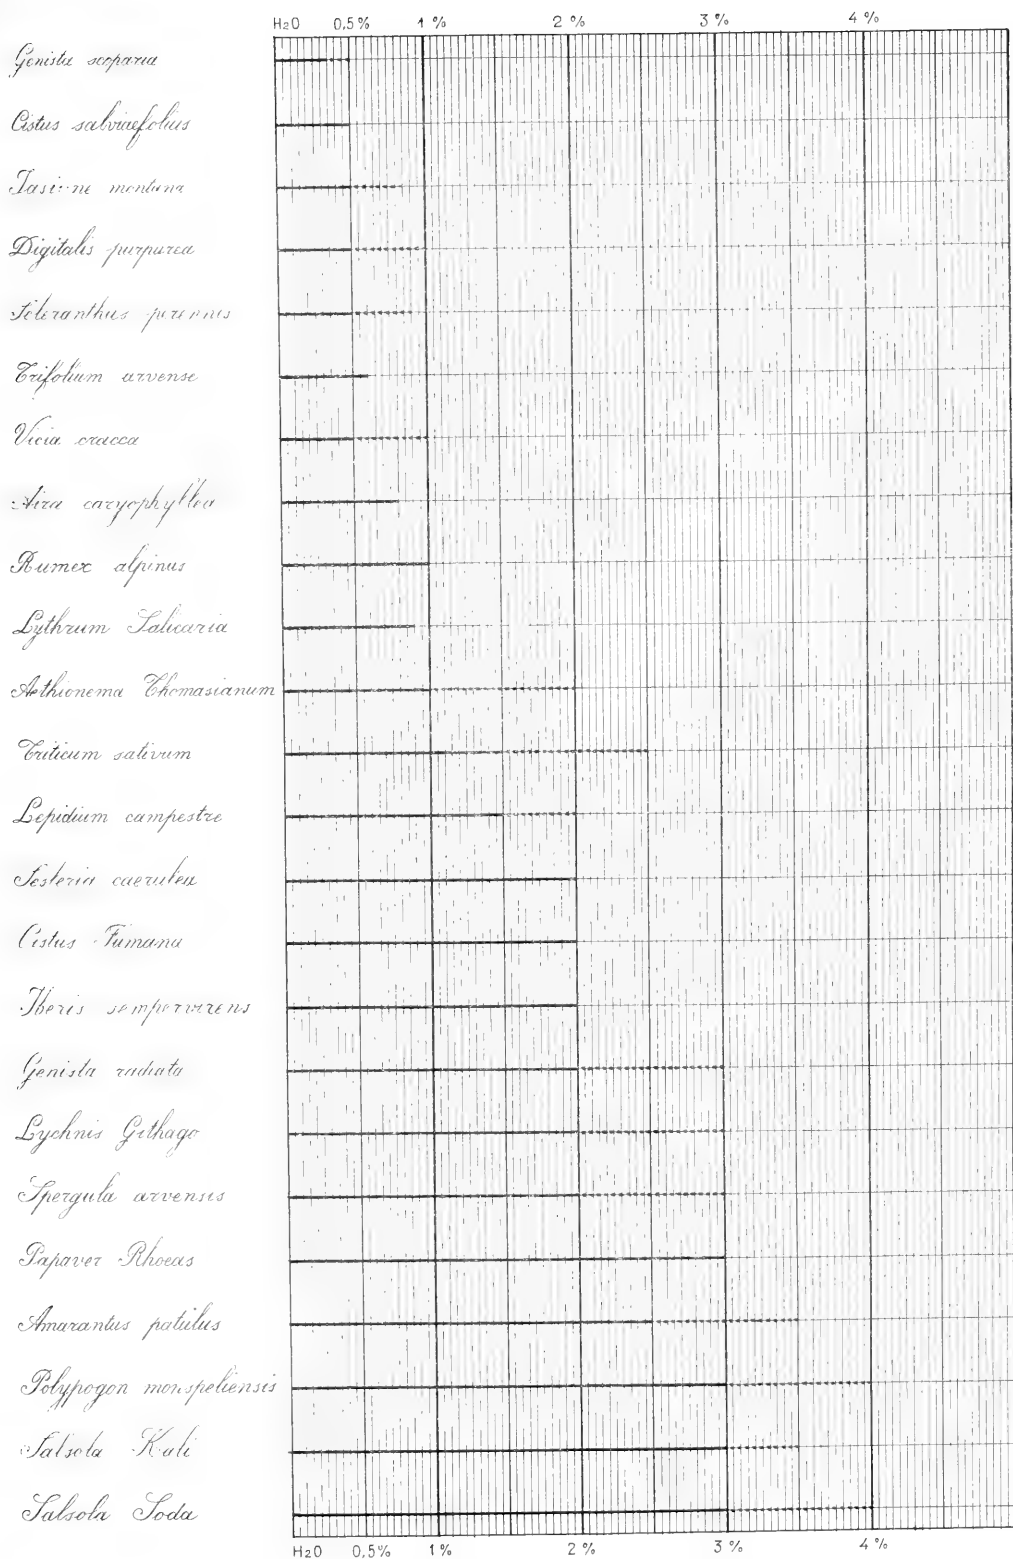 H₂O 0,5% 1% 2% 3% 4%
Genista scoparia
Cistus salviaefolius
Jasione montana
Digitalis purpurea
Scleranthus perennis
Trifolium arvense
Vicia cracca
Aira caryophyllea
Rumex alpinus
Lythrum Salicaria
Aethionema Thomasianum
Triticum sativum
Lepidium campestre
Sesleria caerulea
Cistus Fumana
Iberis sempervirens
Genista radiata
Lychnis Githago
Spergula arvensis
Papaver Rhoeas
Amarantus patulus
Polypogon monspeliensis
Salsola Kali
Salsola Soda
H₂O 0,5% 1% 2% 3% 4%